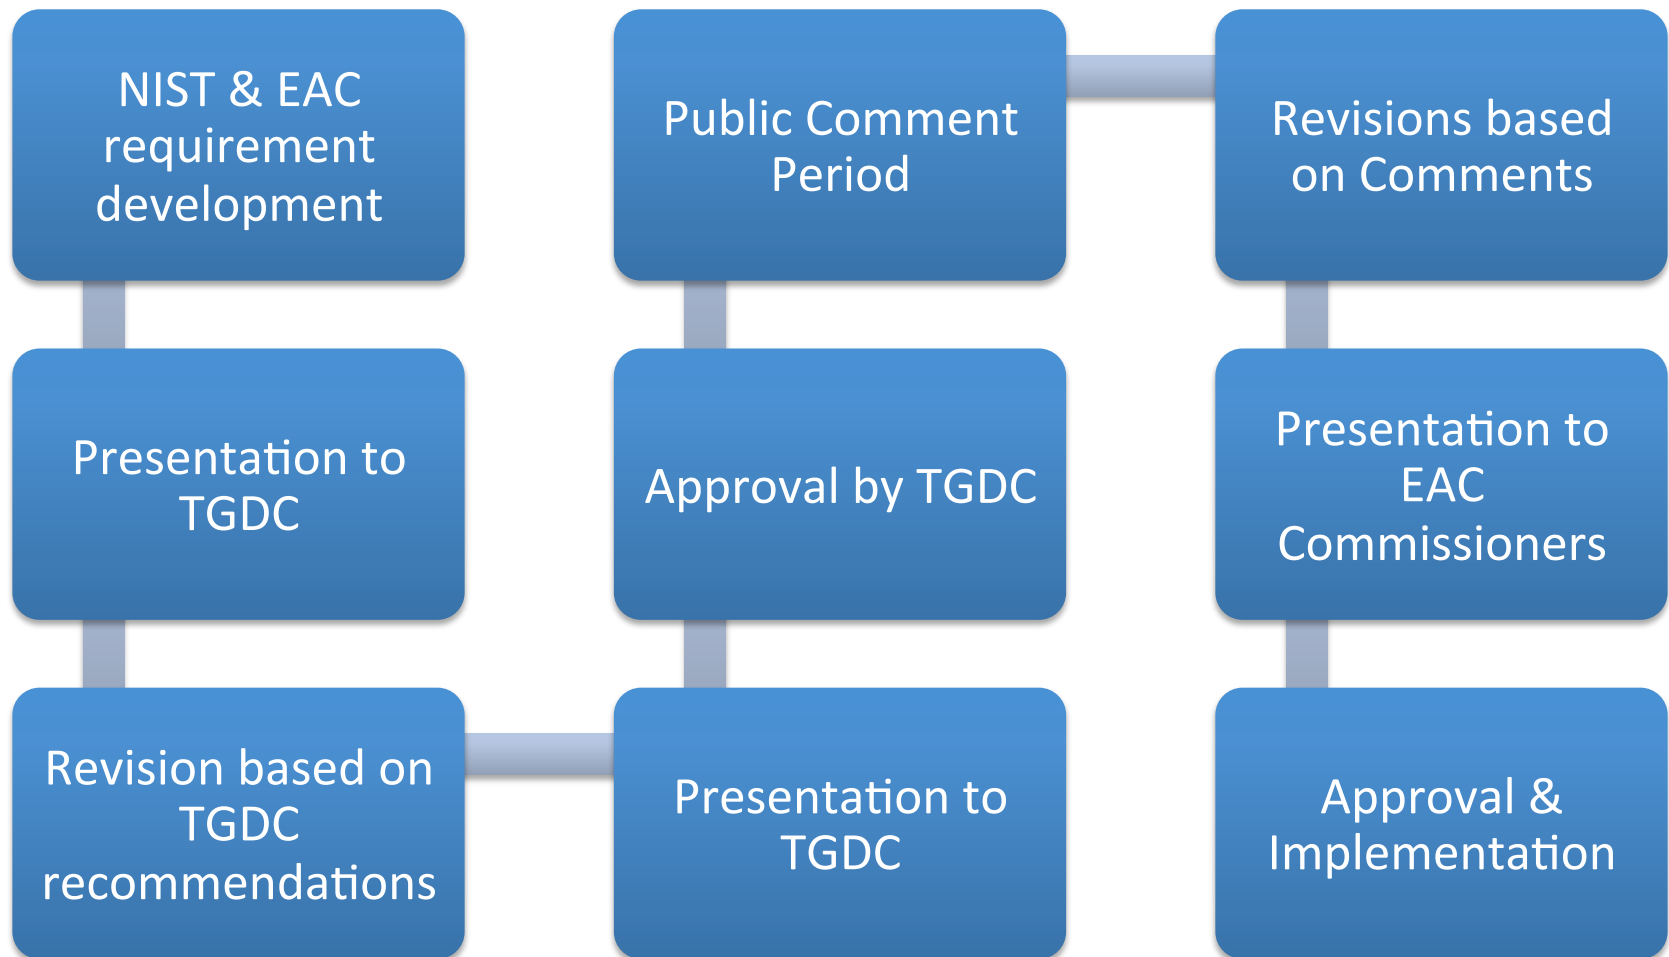 NIST & EAC
requirement
development
Presentation to
TGDC
Revision based on
TGDC
recommendations
Presentation to
TGDC
Approval by TGDC
Public Comment
Period
Revisions based
on Comments
Presentation to
EAC
Commissioners
Approval &
Implementation